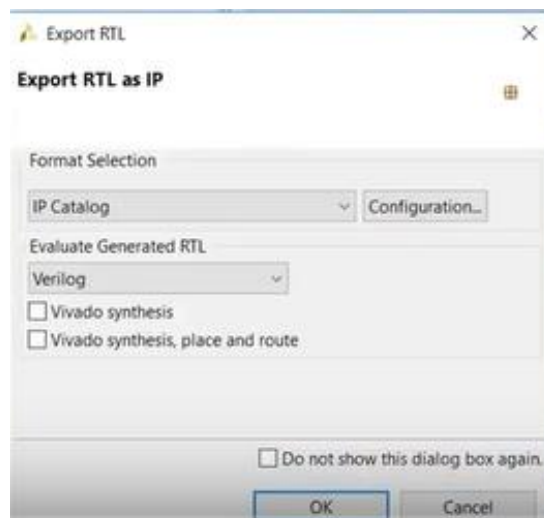 Export RTL
Export RTL as IP
Format Selection
IP Catalog
Configuration...
Evaluate Generated RTL
Verilog
Vivado synthesis
Vivado synthesis, place and route
Do not show this dialog box again.
OK
Cancel